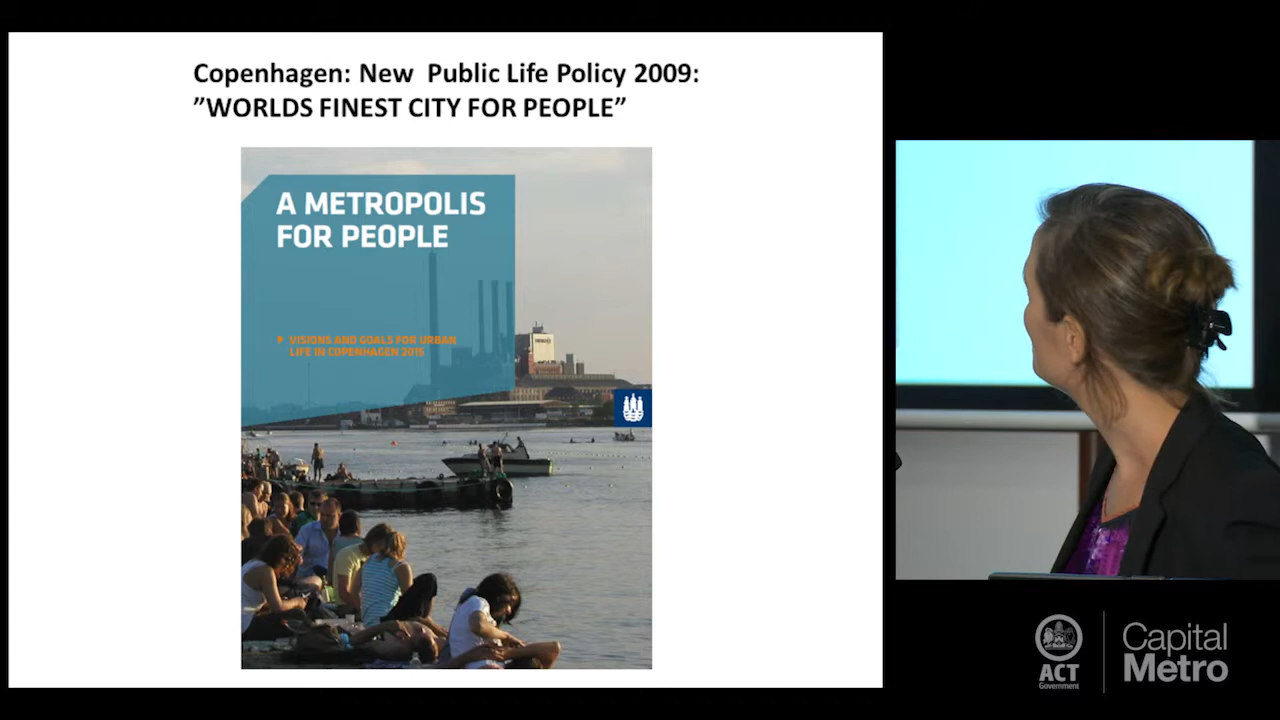 Copenhagen: New Public Life Policy 2009:
”WORLDS FINEST CITY FOR PEOPLE”
A METROPOLIS
FOR PEOPLE
VISIONS AND GOALS FOR URBAN
LIFE IN COPENHAGEN 2015
ACT
Government
Capital
Metro